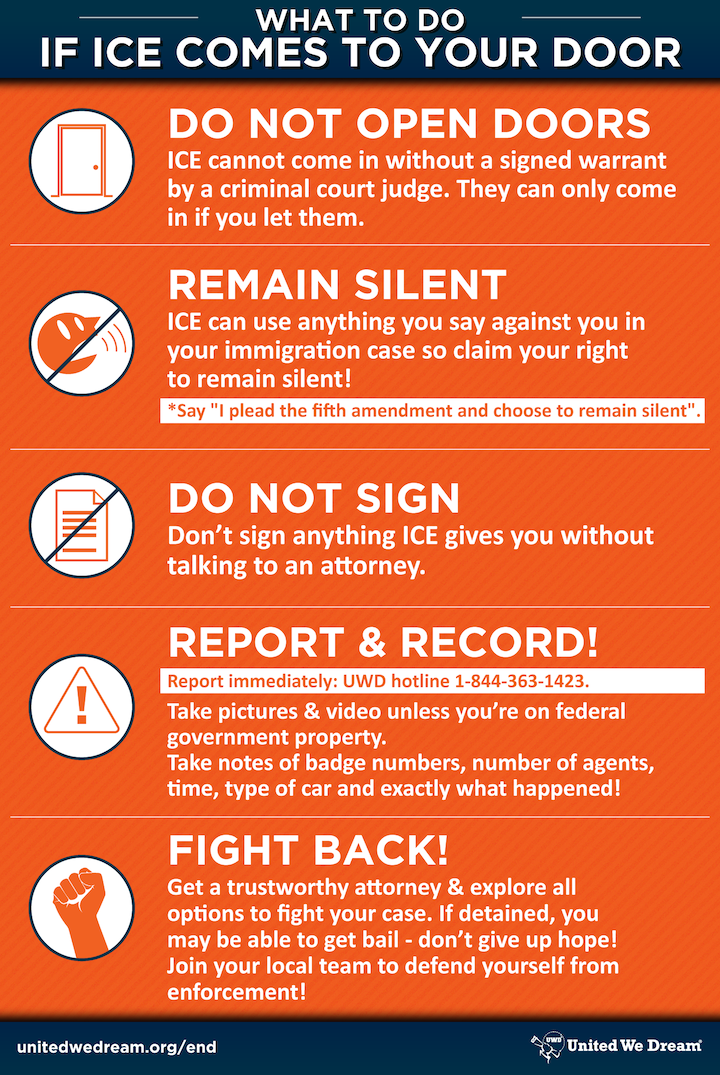 WHAT TO DO
IF ICE COMES TO YOUR DOOR
DO NOT OPEN DOORS
ICE cannot come in without a signed warrant
by a criminal court judge. They can only come
in if you let them.
REMAIN SILENT
ICE can use anything you say against you in
your immigration case so claim your right
to remain silent!
*Say "I plead the fifth amendment and choose to remain silent".
DO NOT SIGN
Don’t sign anything ICE gives you without
talking to an attorney.
REPORT & RECORD!
Report immediately: UWD hotline 1-844-363-1423.
Take pictures & video unless you’re on federal
government property.
Take notes of badge numbers, number of agents,
time, type of car and exactly what happened!
FIGHT BACK!
Get a trustworthy attorney & explore all
options to fight your case. If detained, you
may be able to get bail - don’t give up hope!
Join your local team to defend yourself from
enforcement!
unitedwedream.org/end
UWD United We Dream